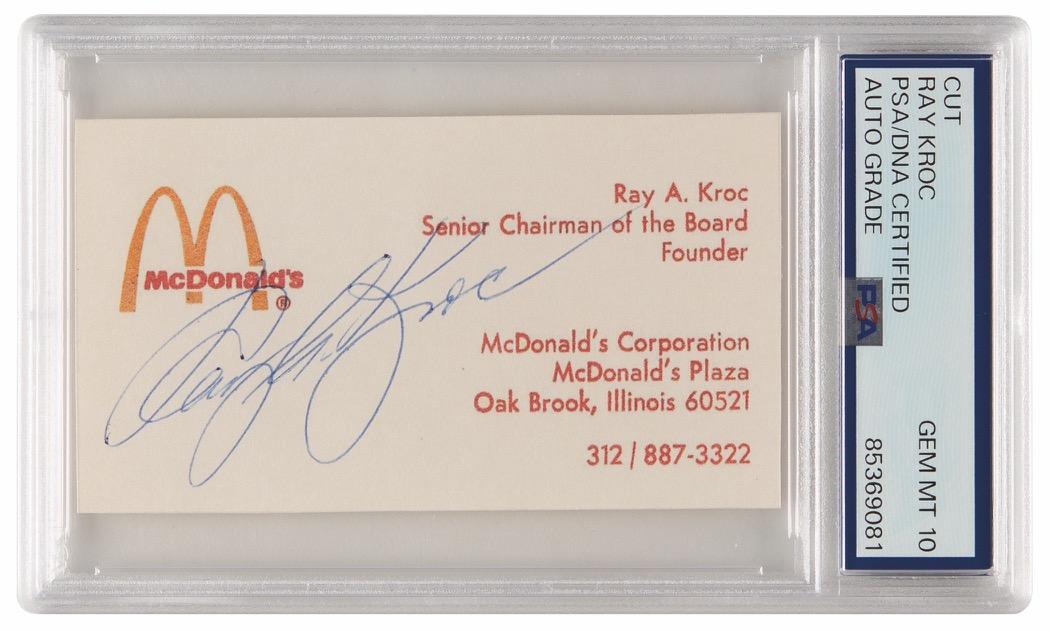 McDonald's
®
Ray A. Kroc
Senior Chairman of the Board
Founder
McDonald's Corporation
McDonald's Plaza
Oak Brook, Illinois 60521
312 / 887-3322
Ray A. Kroc
CUT
RAY KROC
PSA/DNA CERTIFIED
AUTO GRADE
GEM MT 10
85369081
PSA